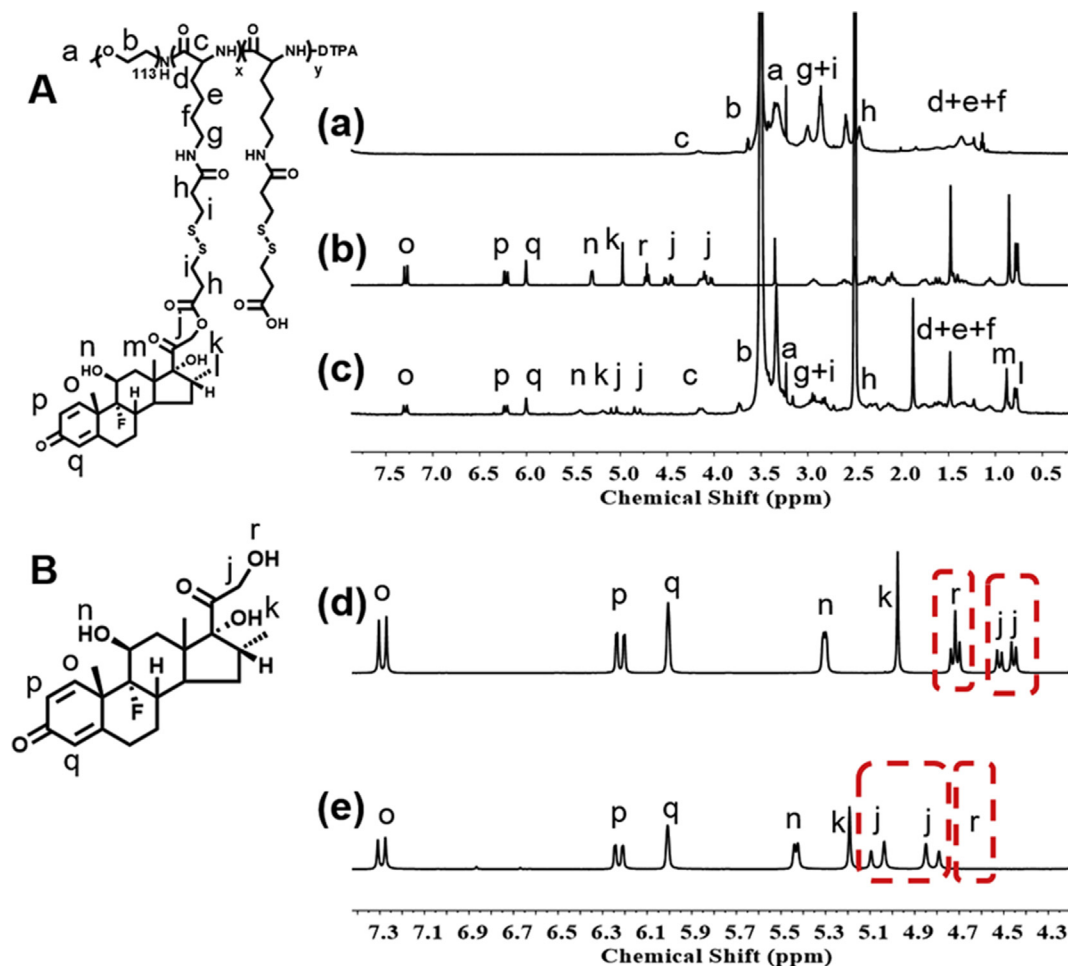 A
a
b
c
O
O
O
113
N
H
NH
x
NH
DTPA
y
d
e
f
g
HN
O
HN
O
h
i
S
S
S
S
i
h
O
O
OH
j
O
O
OH
k
l
n
m
HO
O
H
H
F
p
O
q
(a)
b
a
g+i
h
d+e+f
c
(b)
o
p
q
n
k
r
j
j
(c)
o
p
q
n
k
j
j
c
b
a
g+i
h
d+e+f
m
l
7.5 7.0 6.5 6.0 5.5 5.0 4.5 4.0 3.5 3.0 2.5 2.0 1.5 1.0 0.5
Chemical Shift (ppm)
B
r
OH
j
O
n
OH
k
HO
o
H
H
F
p
O
q
(d)
o
p
q
n
k
r
j
j
(e)
o
p
q
n
k
j
j
r
7.3 7.1 6.9 6.7 6.5 6.3 6.1 5.9 5.7 5.5 5.3 5.1 4.9 4.7 4.5 4.3
Chemical Shift (ppm)